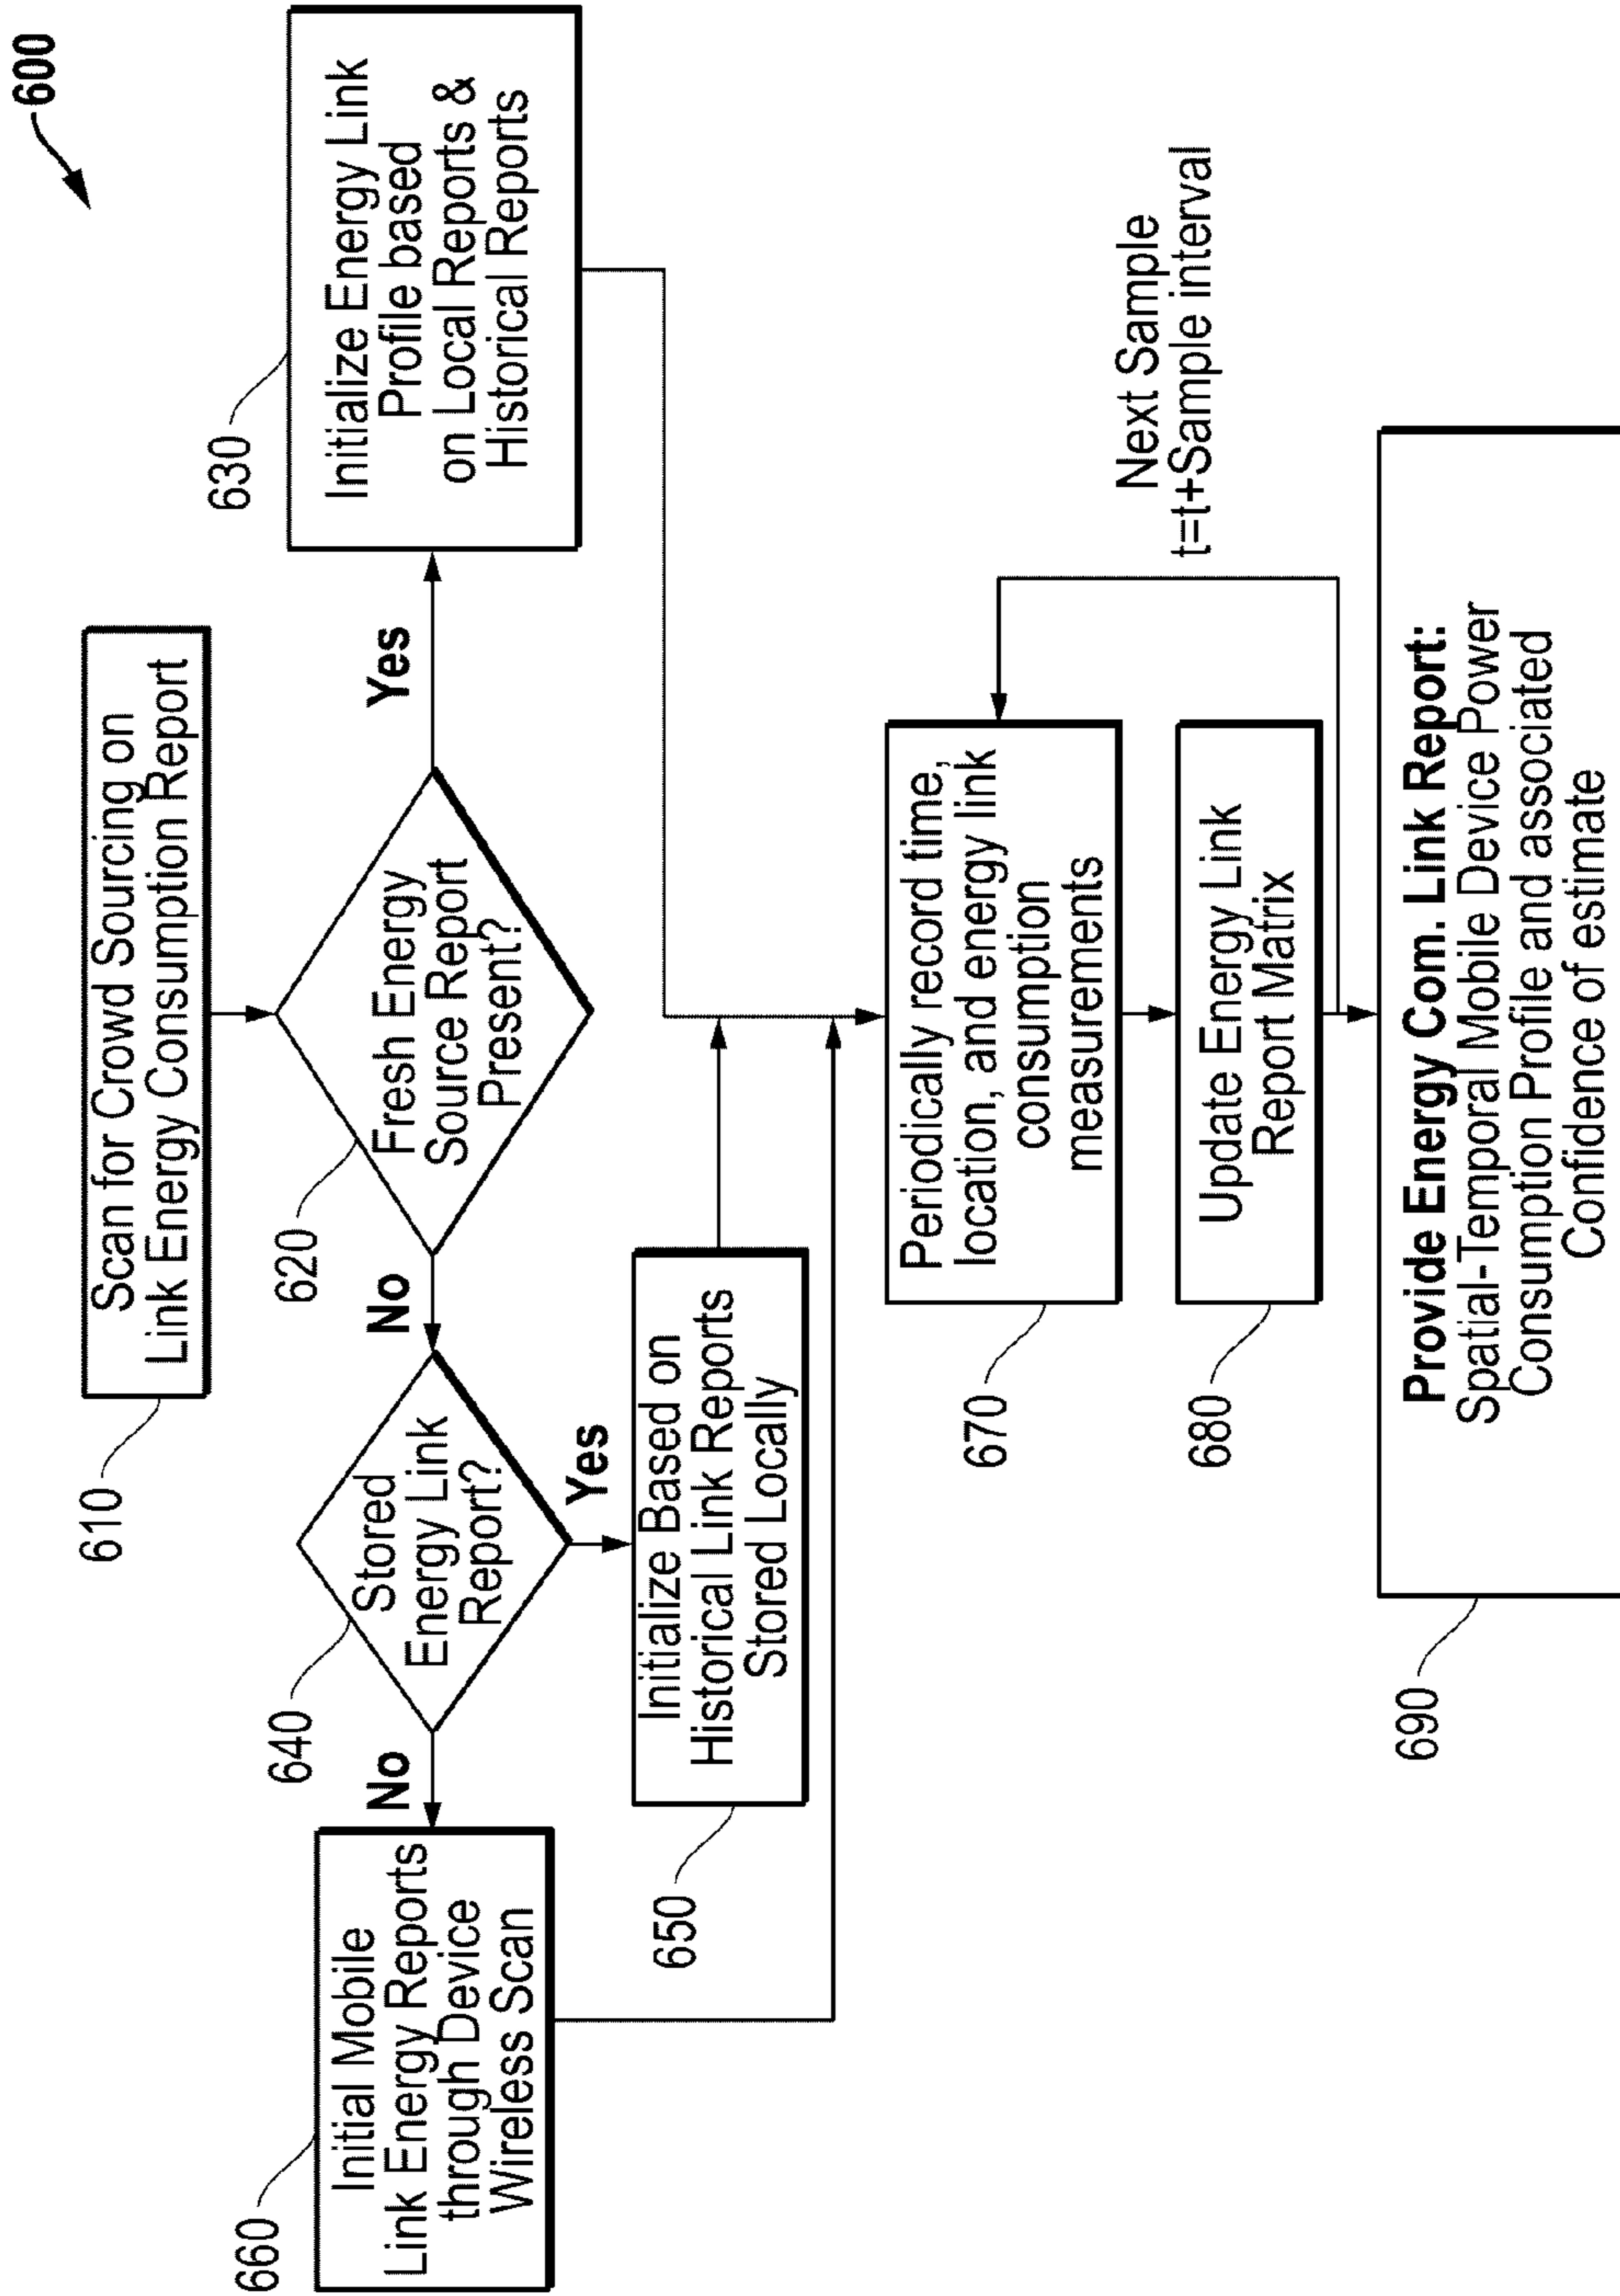 600
610
Scan for Crowd Sourcing on
Link Energy Consumption Report
620
Fresh Energy
Source Report
Present?
Yes
630
Initialize Energy Link
Profile based
on Local Reports &
Historical Reports
No
640
Stored
Energy Link
Report?
Yes
650
Initialize Based on
Historical Link Reports
Stored Locally
No
660
Initial Mobile
Link Energy Reports
through Device
Wireless Scan
670
Periodically record time,
location, and energy link
consumption
measurements
Next Sample
t=t+Sample interval
680
Update Energy Link
Report Matrix
690
Provide Energy Com. Link Report:
Spatial-Temporal Mobile Device Power
Consumption Profile and associated
Confidence of estimate